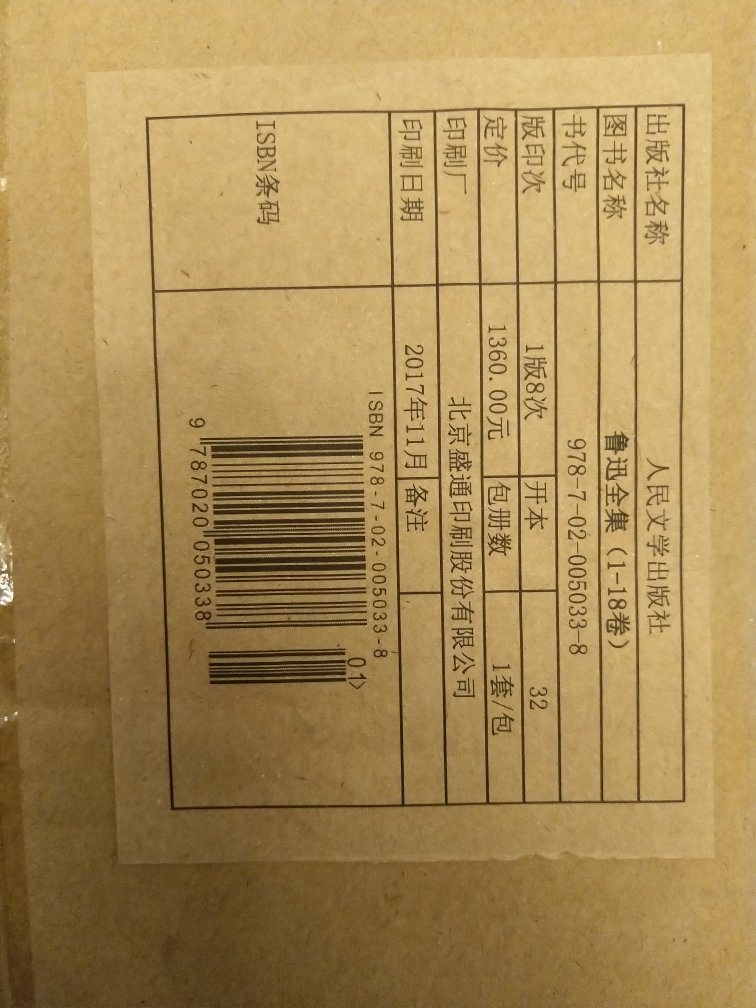 出版社名称 人民文学出版社
图书名称 鲁迅全集（1-18卷）
书代号 978-7-02-005033-8
版印次 1版8次 开本 32
定价 1360.00元 包册数 1套/包
印刷厂 北京盛通印刷股份有限公司
印刷日期 2017年11月 备注
ISBN条码
ISBN 978-7-02-005033-8
01>
9 787020 050338